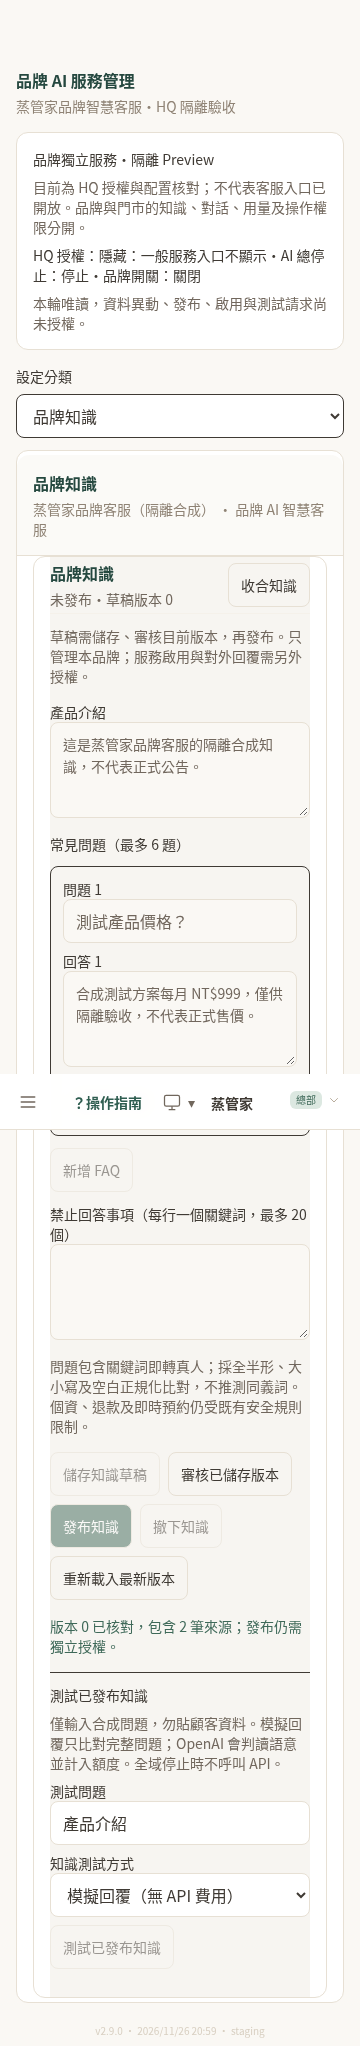 品牌 AI 服務管理
蒸管家品牌智慧客服・HQ 隔離驗收
品牌獨立服務・隔離 Preview
目前為 HQ 授權與配置核對；不代表客服入口已
開放。品牌與門市的知識、對話、用量及操作權
限分開。
HQ 授權：隱藏：一般服務入口不顯示・AI 總停
止：停止・品牌開關：關閉
本輪唯讀，資料異動、發布、啟用與測試請求尚
未授權。
設定分類
品牌知識
品牌知識
蒸管家品牌客服（隔離合成） ・ 品牌 AI 智慧客
服
品牌知識
未發布・草稿版本 0
收合知識
草稿需儲存、審核目前版本，再發布。只
管理本品牌；服務啟用與對外回覆需另外
授權。
產品介紹
這是蒸管家品牌客服的隔離合成知
識，不代表正式公告。
常見問題（最多 6 題）
問題 1
測試產品價格？
回答 1
合成測試方案每月 NT$999，僅供
隔離驗收，不代表正式售價。
？操作指南
▾
蒸管家
總部
新增 FAQ
禁止回答事項（每行一個關鍵詞，最多 20
個）
問題包含關鍵詞即轉真人；採全半形、大
小寫及空白正規化比對，不推測同義詞。
個資、退款及即時預約仍受既有安全規則
限制。
儲存知識草稿
審核已儲存版本
發布知識
撤下知識
重新載入最新版本
版本 0 已核對，包含 2 筆來源；發布仍需
獨立授權。
測試已發布知識
僅輸入合成問題，勿貼顧客資料。模擬回
覆只比對完整問題；OpenAI 會判讀語意
並計入額度。全域停止時不呼叫 API。
測試問題
產品介紹
知識測試方式
模擬回覆（無 API 費用）
測試已發布知識
v2.9.0 ・ 2026/11/26 20:59 ・ staging